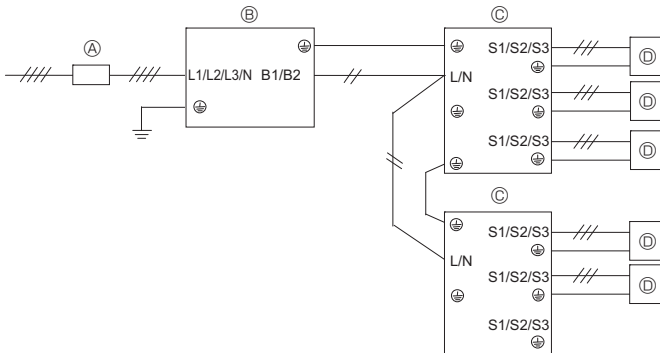 Ⓐ
Ⓑ
Ⓒ
L1/L2/L3/N B1/B2
L/N
S1/S2/S3
Ⓓ
S1/S2/S3
Ⓓ
S1/S2/S3
Ⓓ
Ⓒ
L/N
S1/S2/S3
Ⓓ
S1/S2/S3
Ⓓ
S1/S2/S3